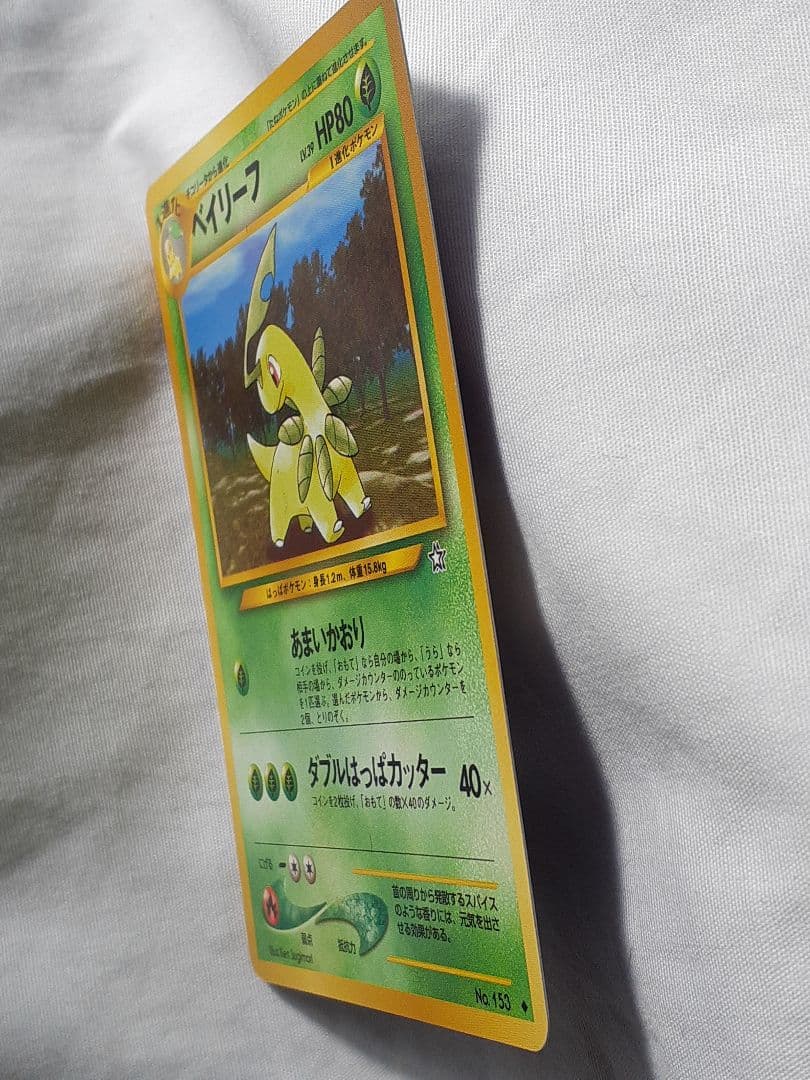 チコリータから進化
「たねポケモン」の上に重ねて進化させます。
1進化
ベイリーフ
LV.39 HP80
1進化ポケモン
はっぱポケモン：身長1.2m、体重15.8kg
あまいかおり
コインを投げ、「おもて」なら自分の場から、「うら」なら
相手の場から、ダメージカウンターののっているポケモン
を1匹選ぶ。選んだポケモンから、ダメージカウンターを
2個、とりのぞく。
ダブルはっぱカッター 40×
コインを2枚投げ、「おもて」の数×40のダメージ。
にげる
弱点
抵抗力
首の周りから発散するスパイス
のような香りには、元気を出さ
せる効果がある。
Illus. Ken Sugimori
No. 153